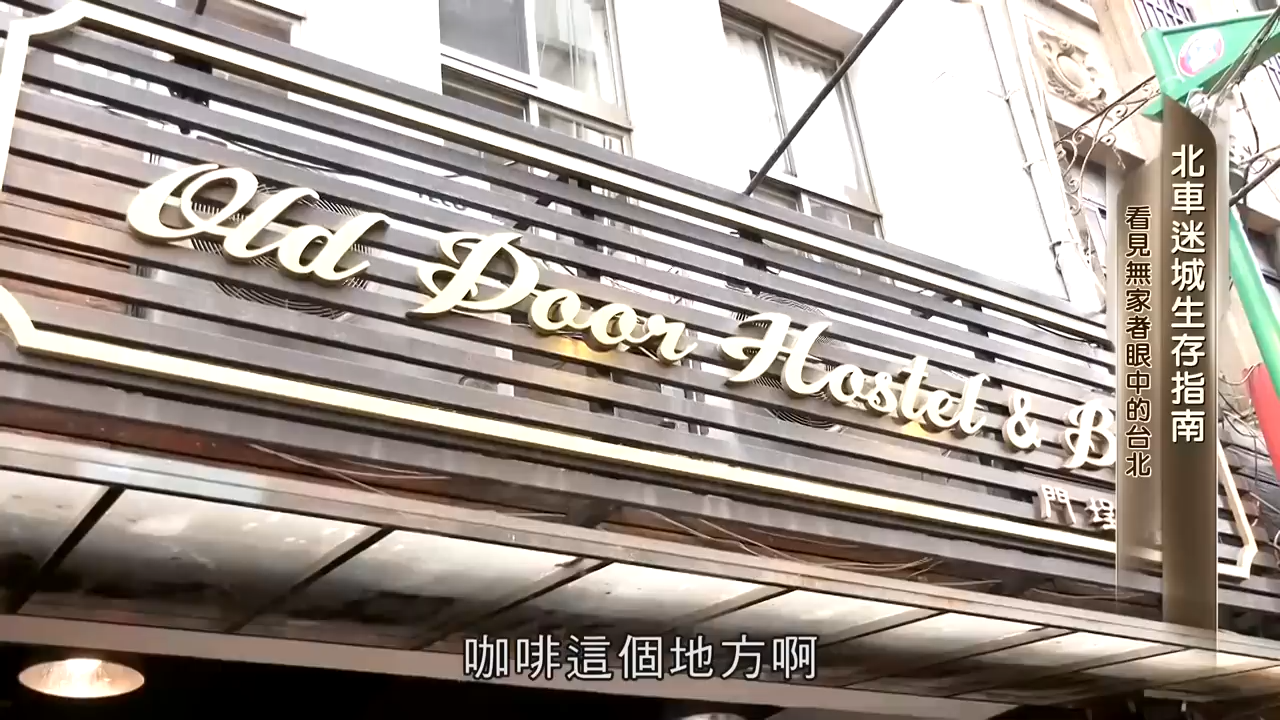 Old Door Hostel & B
門埕
北車迷城生存指南
看見無家者眼中的台北
咖啡這個地方啊